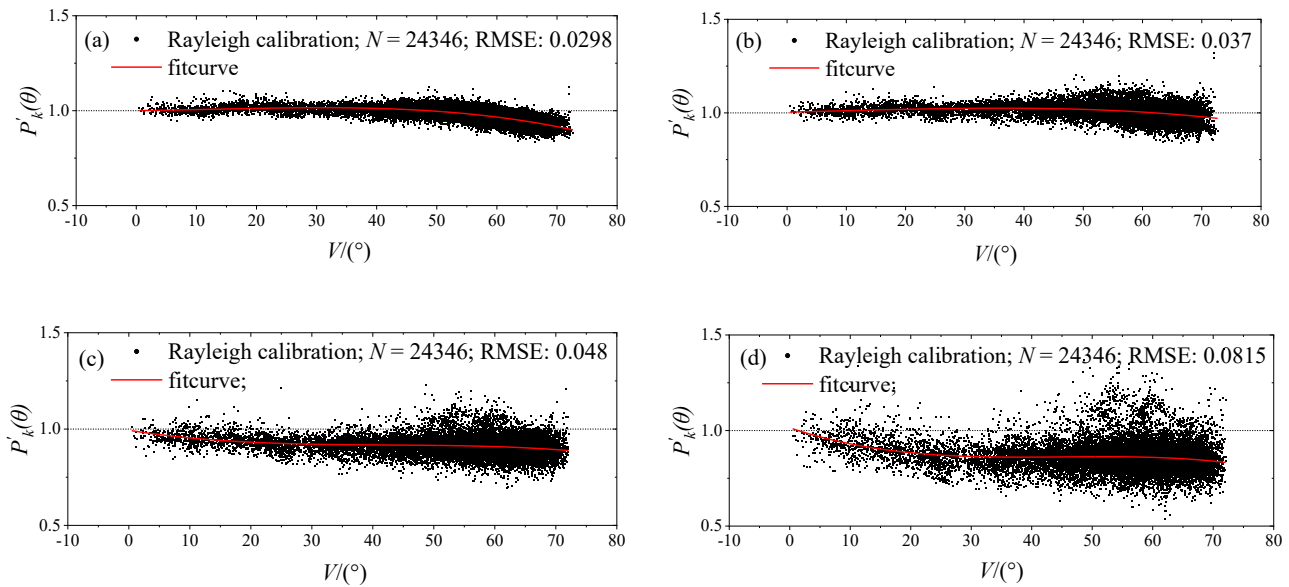 1.5
(a) • Rayleigh calibration; N = 24346; RMSE: 0.0298
fitcurve
1.0
P'k(θ)
0.5
-10 0 10 20 30 40 50 60 70 80
V/(°)
1.5
(b) • Rayleigh calibration; N = 24346; RMSE: 0.037
fitcurve
1.0
P'k(θ)
0.5
-10 0 10 20 30 40 50 60 70 80
V/(°)
1.5
(c) • Rayleigh calibration; N = 24346; RMSE: 0.048
fitcurve;
1.0
P'k(θ)
0.5
-10 0 10 20 30 40 50 60 70 80
V/(°)
1.5
(d) • Rayleigh calibration; N = 24346; RMSE: 0.0815
fitcurve;
1.0
P'k(θ)
0.5
-10 0 10 20 30 40 50 60 70 80
V/(°)